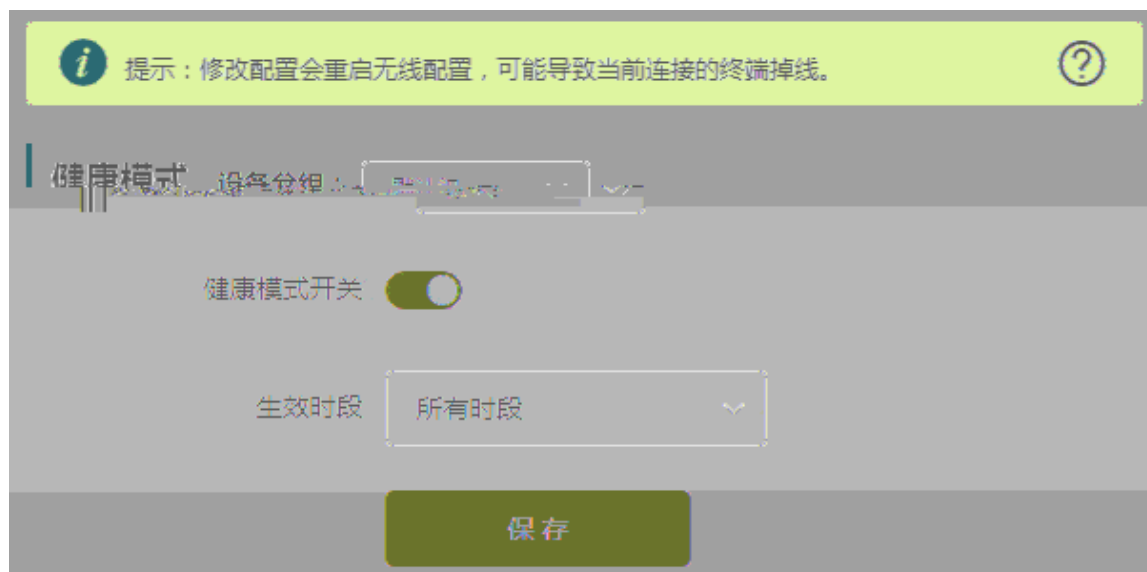 提示：修改配置会重启无线配置，可能导致当前连接的终端掉线。
健康模式 设备分组：
健康模式开关
生效时段 所有时段
保存